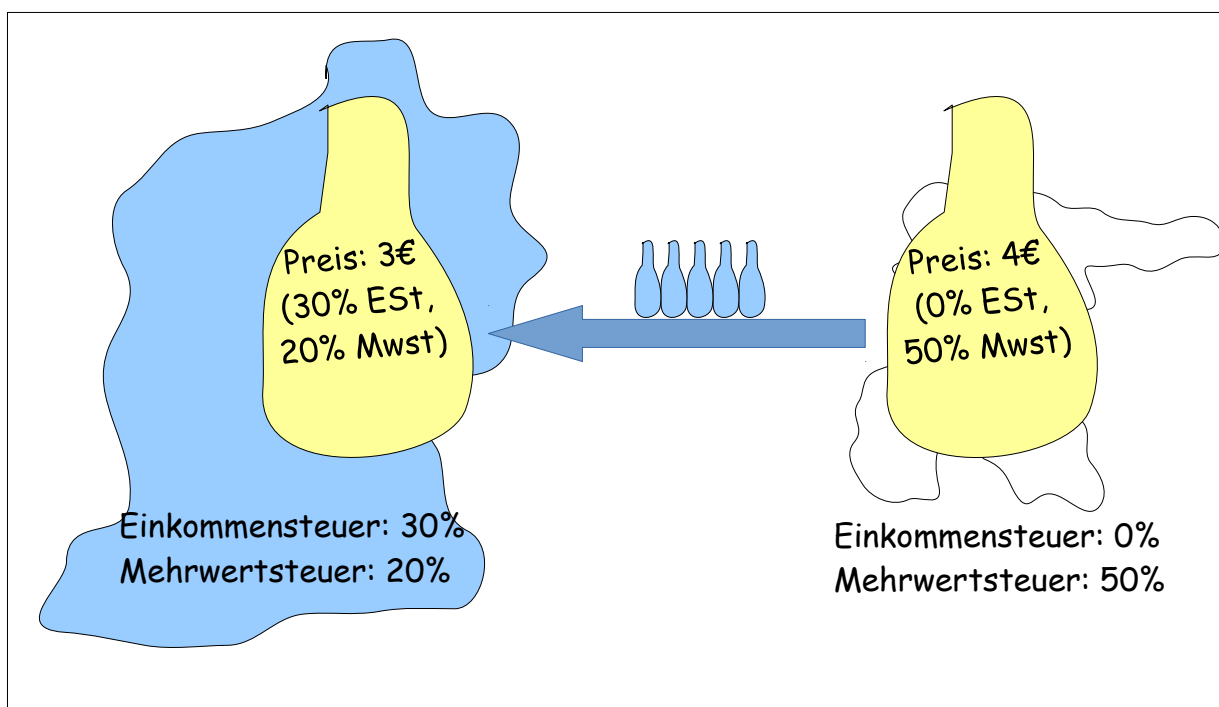 Preis: 3€
(30% ESt,
20% Mwst)
Preis: 4€
(0% ESt,
50% Mwst)
Einkommensteuer: 30%
Mehrwertsteuer: 20%
Einkommensteuer: 0%
Mehrwertsteuer: 50%